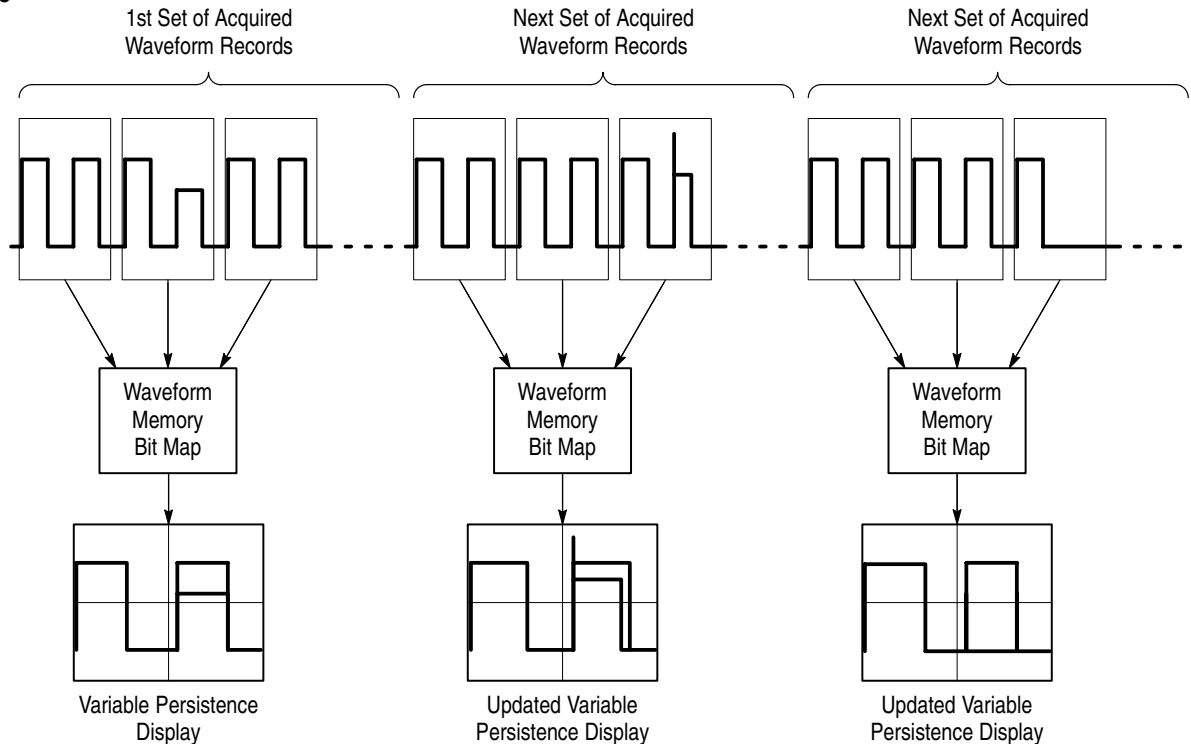 1st Set of Acquired
Waveform Records
Next Set of Acquired
Waveform Records
Next Set of Acquired
Waveform Records
Waveform
Memory
Bit Map
Waveform
Memory
Bit Map
Waveform
Memory
Bit Map
Variable Persistence
Display
Updated Variable
Persistence Display
Updated Variable
Persistence Display